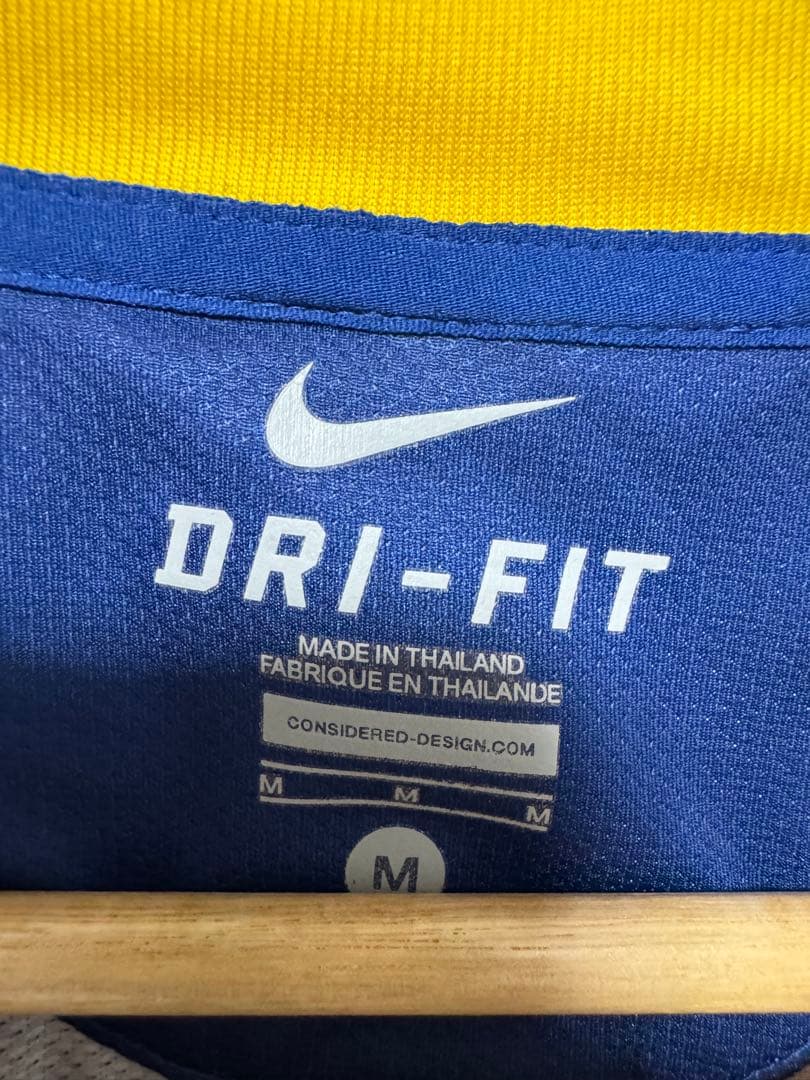 DRI-FIT
MADE IN THAILAND
FABRIQUE EN THAILANDE
CONSIDERED-DESIGN.COM
M M M
M